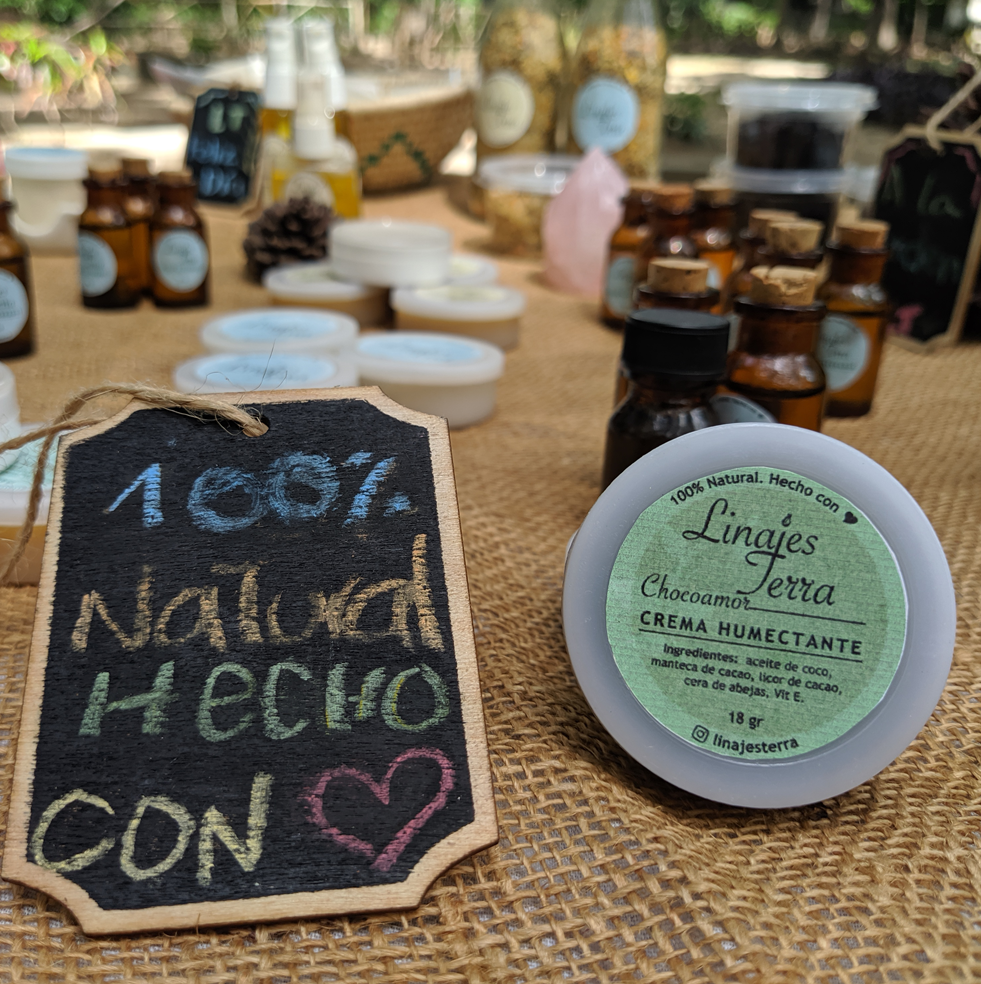 100%
Natural
HECHO
CON
100% Natural. Hecho con
Linajes
Terra
Chocoamor
CREMA HUMECTANTE
Ingredientes: aceite de coco,
manteca de cacao, licor de cacao,
cera de abejas, Vit E.
18 gr
linajesterra